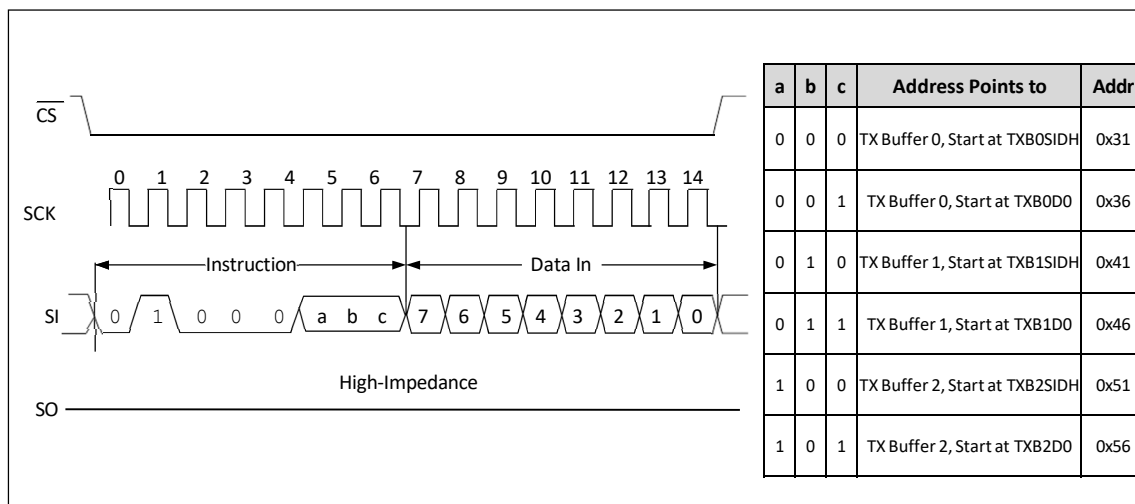 CS
SCK
0 1 2 3 4 5 6 7 8 9 10 11 12 13 14
Instruction Data In
SI 0 1 0 0 0 a b c 7 6 5 4 3 2 1 0
High-Impedance
SO
a b c Address Points to Addr
0 0 0 TX Buffer 0, Start at TXB0SIDH 0x31
0 0 1 TX Buffer 0, Start at TXB0D0 0x36
0 1 0 TX Buffer 1, Start at TXB1SIDH 0x41
0 1 1 TX Buffer 1, Start at TXB1D0 0x46
1 0 0 TX Buffer 2, Start at TXB2SIDH 0x51
1 0 1 TX Buffer 2, Start at TXB2D0 0x56